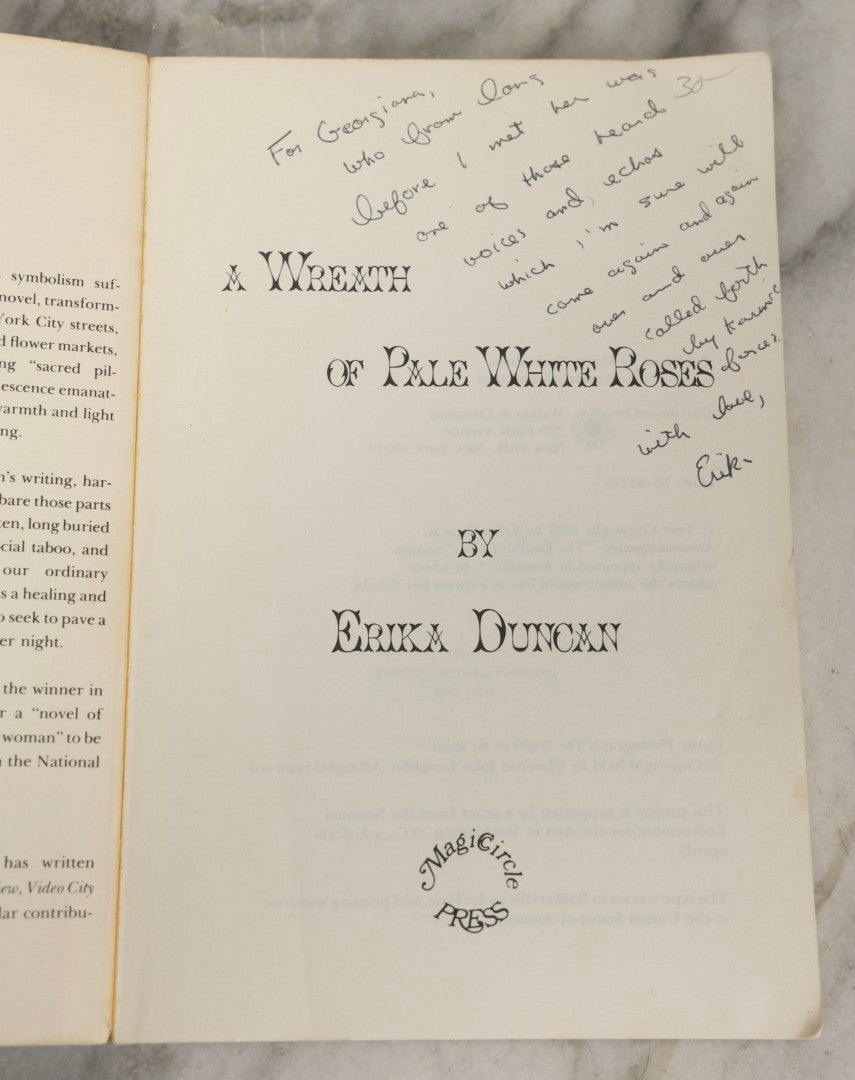 s symbolism suf-
novel, transform-
York City streets,
d flower markets,
ng “sacred pil-
escence emanat-
warmth and light
ng.
n’s writing, har-
bare those parts
ten, long buried
cial taboo, and
our ordinary
s a healing and
o seek to pave a
er night.
the winner in
r a “novel of
woman” to be
the National
has written
iew, Video City
lar contribu-
For Georgiana,
who from long
before I met her was
one of those heard
30
voices and, echos
which I'm sure will
come again and again
over and over
called forth
by Karmic
forces.
with love,
Erika
A WREATH
OF PALE WHITE ROSES
BY
ERIKA DUNCAN
MagiCircle
PRESS